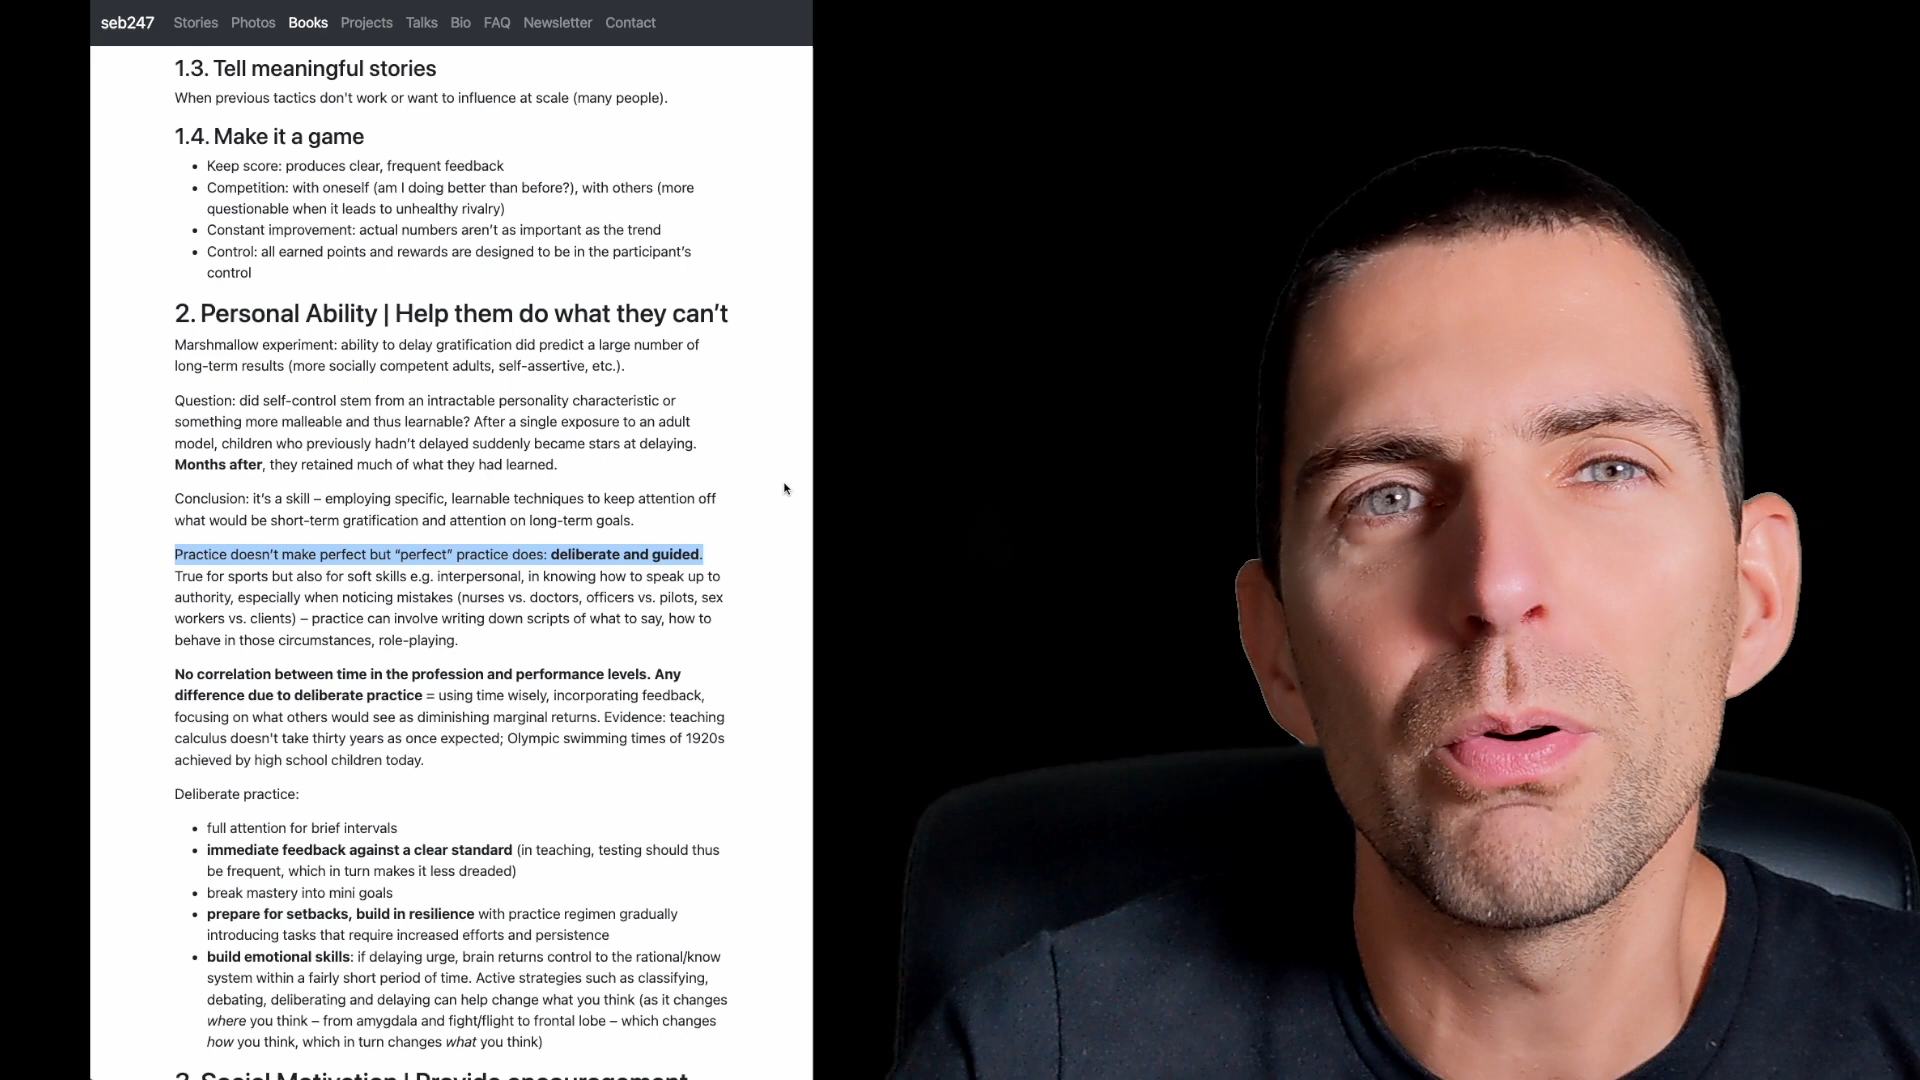 seb247 Stories Photos Books Projects Talks Bio FAQ Newsletter Contact
1.3. Tell meaningful stories
When previous tactics don't work or want to influence at scale (many people).
1.4. Make it a game
• Keep score: produces clear, frequent feedback
• Competition: with oneself (am I doing better than before?), with others (more
questionable when it leads to unhealthy rivalry)
• Constant improvement: actual numbers aren’t as important as the trend
• Control: all earned points and rewards are designed to be in the participant’s
control
2. Personal Ability | Help them do what they can’t
Marshmallow experiment: ability to delay gratification did predict a large number of
long-term results (more socially competent adults, self-assertive, etc.).
Question: did self-control stem from an intractable personality characteristic or
something more malleable and thus learnable? After a single exposure to an adult
model, children who previously hadn’t delayed suddenly became stars at delaying.
Months after, they retained much of what they had learned.
Conclusion: it’s a skill – employing specific, learnable techniques to keep attention off
what would be short-term gratification and attention on long-term goals.
Practice doesn’t make perfect but “perfect” practice does: deliberate and guided.
True for sports but also for soft skills e.g. interpersonal, in knowing how to speak up to
authority, especially when noticing mistakes (nurses vs. doctors, officers vs. pilots, sex
workers vs. clients) – practice can involve writing down scripts of what to say, how to
behave in those circumstances, role-playing.
No correlation between time in the profession and performance levels. Any
difference due to deliberate practice = using time wisely, incorporating feedback,
focusing on what others would see as diminishing marginal returns. Evidence: teaching
calculus doesn't take thirty years as once expected; Olympic swimming times of 1920s
achieved by high school children today.
Deliberate practice:
• full attention for brief intervals
• immediate feedback against a clear standard (in teaching, testing should thus
be frequent, which in turn makes it less dreaded)
• break mastery into mini goals
• prepare for setbacks, build in resilience with practice regimen gradually
introducing tasks that require increased efforts and persistence
• build emotional skills: if delaying urge, brain returns control to the rational/know
system within a fairly short period of time. Active strategies such as classifying,
debating, deliberating and delaying can help change what you think (as it changes
where you think – from amygdala and fight/flight to frontal lobe – which changes
how you think, which in turn changes what you think)
3. Social Motivation | Provide encouragement